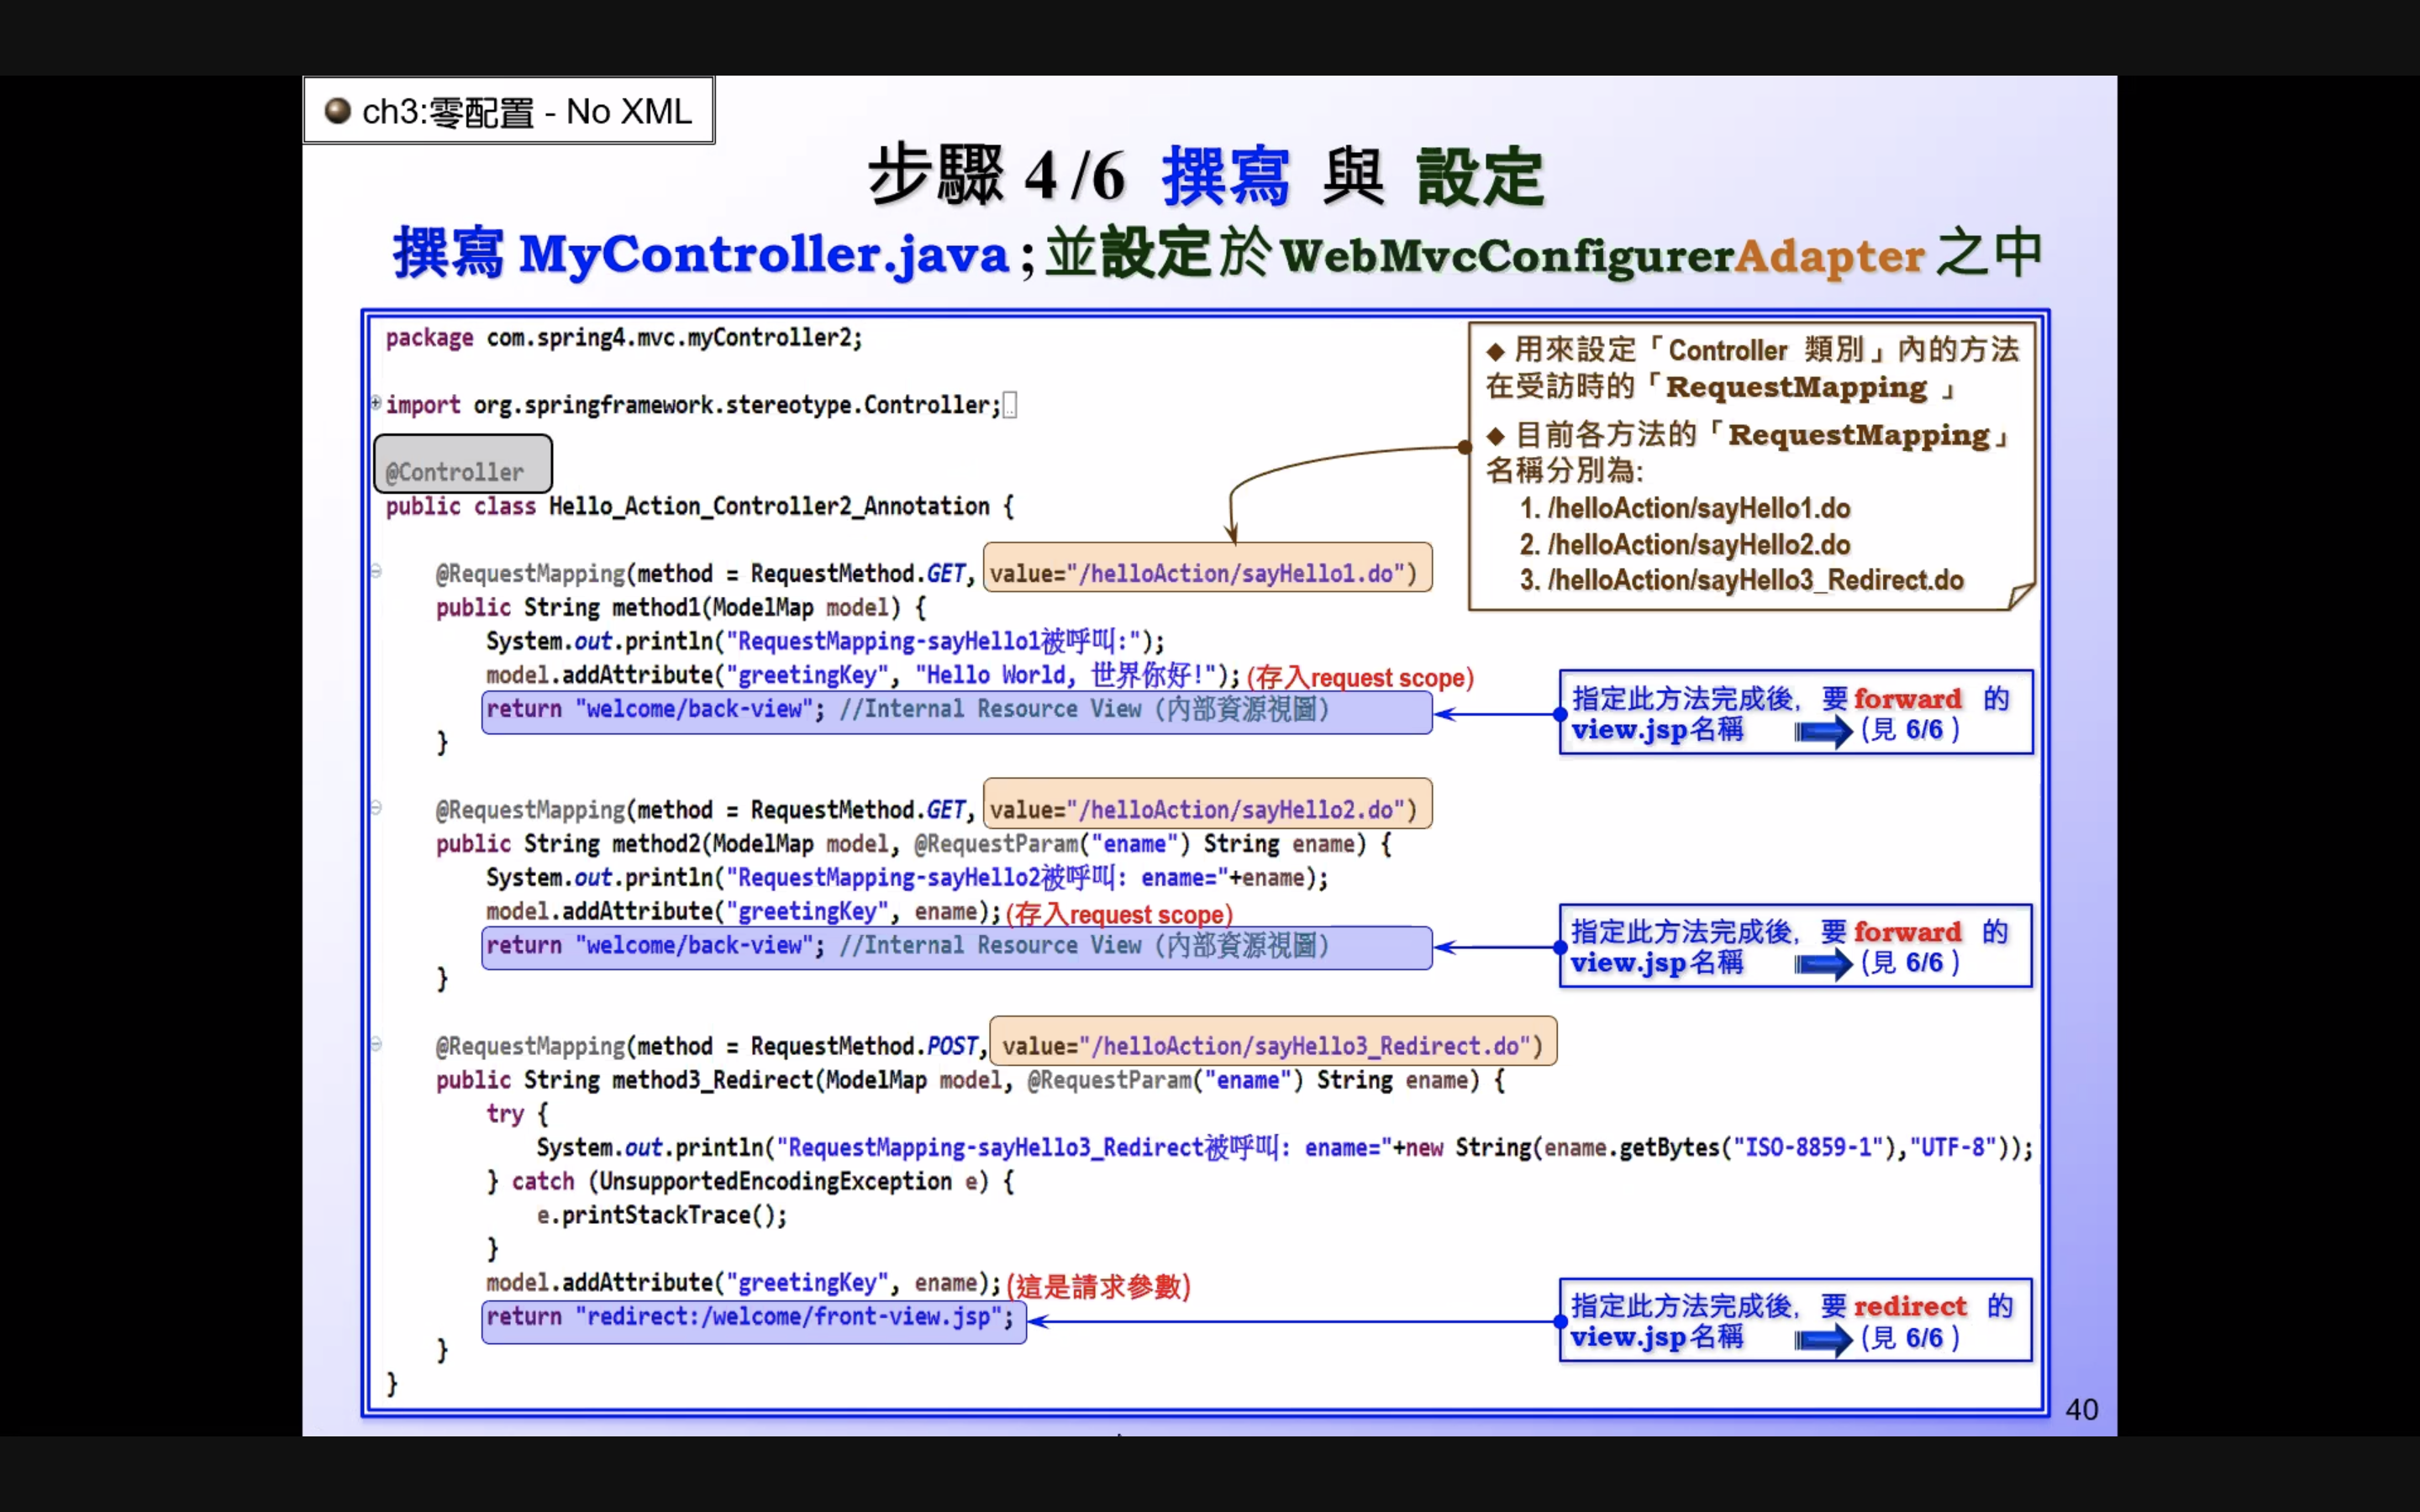 ch3:零配置 - No XML
步驟 4 /6 撰寫 與 設定
撰寫 MyController.java ; 並設定於 WebMvcConfigurerAdapter 之中
package com.spring4.mvc.myController2;
import org.springframework.stereotype.Controller;
@Controller
public class Hello_Action_Controller2_Annotation {
@RequestMapping(method = RequestMethod.GET, value="/helloAction/sayHello1.do")
public String method1(ModelMap model) {
System.out.println("RequestMapping-sayHello1被呼叫:");
model.addAttribute("greetingKey", "Hello World, 世界你好!"); (存入request scope)
return "welcome/back-view"; //Internal Resource View (內部資源視圖)
}
@RequestMapping(method = RequestMethod.GET, value="/helloAction/sayHello2.do")
public String method2(ModelMap model, @RequestParam("ename") String ename) {
System.out.println("RequestMapping-sayHello2被呼叫: ename="+ename);
model.addAttribute("greetingKey", ename); (存入request scope)
return "welcome/back-view"; //Internal Resource View (內部資源視圖)
}
@RequestMapping(method = RequestMethod.POST, value="/helloAction/sayHello3_Redirect.do")
public String method3_Redirect(ModelMap model, @RequestParam("ename") String ename) {
try {
System.out.println("RequestMapping-sayHello3_Redirect被呼叫: ename="+new String(ename.getBytes("ISO-8859-1"),"UTF-8"));
} catch (UnsupportedEncodingException e) {
e.printStackTrace();
}
model.addAttribute("greetingKey", ename); (這是請求參數)
return "redirect:/welcome/front-view.jsp";
}
}
◆ 用來設定「Controller 類別」內的方法
在受訪時的「RequestMapping 」
◆ 目前各方法的「RequestMapping」
名稱分別為:
1. /helloAction/sayHello1.do
2. /helloAction/sayHello2.do
3. /helloAction/sayHello3_Redirect.do
指定此方法完成後, 要 forward 的
view.jsp名稱 (見 6/6 )
指定此方法完成後, 要 forward 的
view.jsp名稱 (見 6/6 )
指定此方法完成後, 要 redirect 的
view.jsp名稱 (見 6/6 )
40